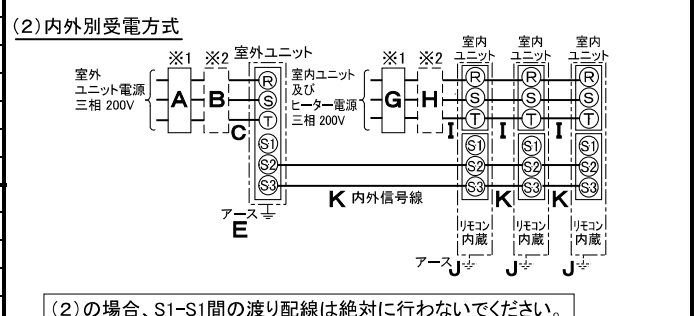 (2)内外別受電方式
※1 ※2 室外ユニット
室外
ユニット電源
三相 200V
A B C
R
S
T
S1
S2
S3
アース
E
※1 ※2
室内ユニット
及び
ヒーター電源
三相 200V
G H
室内
ユニット
室内
ユニット
室内
ユニット
R R R
S S S
T T T
I I I
S1 S1 S1
S2 S2 S2
S3 S3 S3
K 内外信号線
K K
リモコン
内蔵
リモコン
内蔵
リモコン
内蔵
アース J J J
(2)の場合、S1-S1間の渡り配線は絶対に行わないでください。